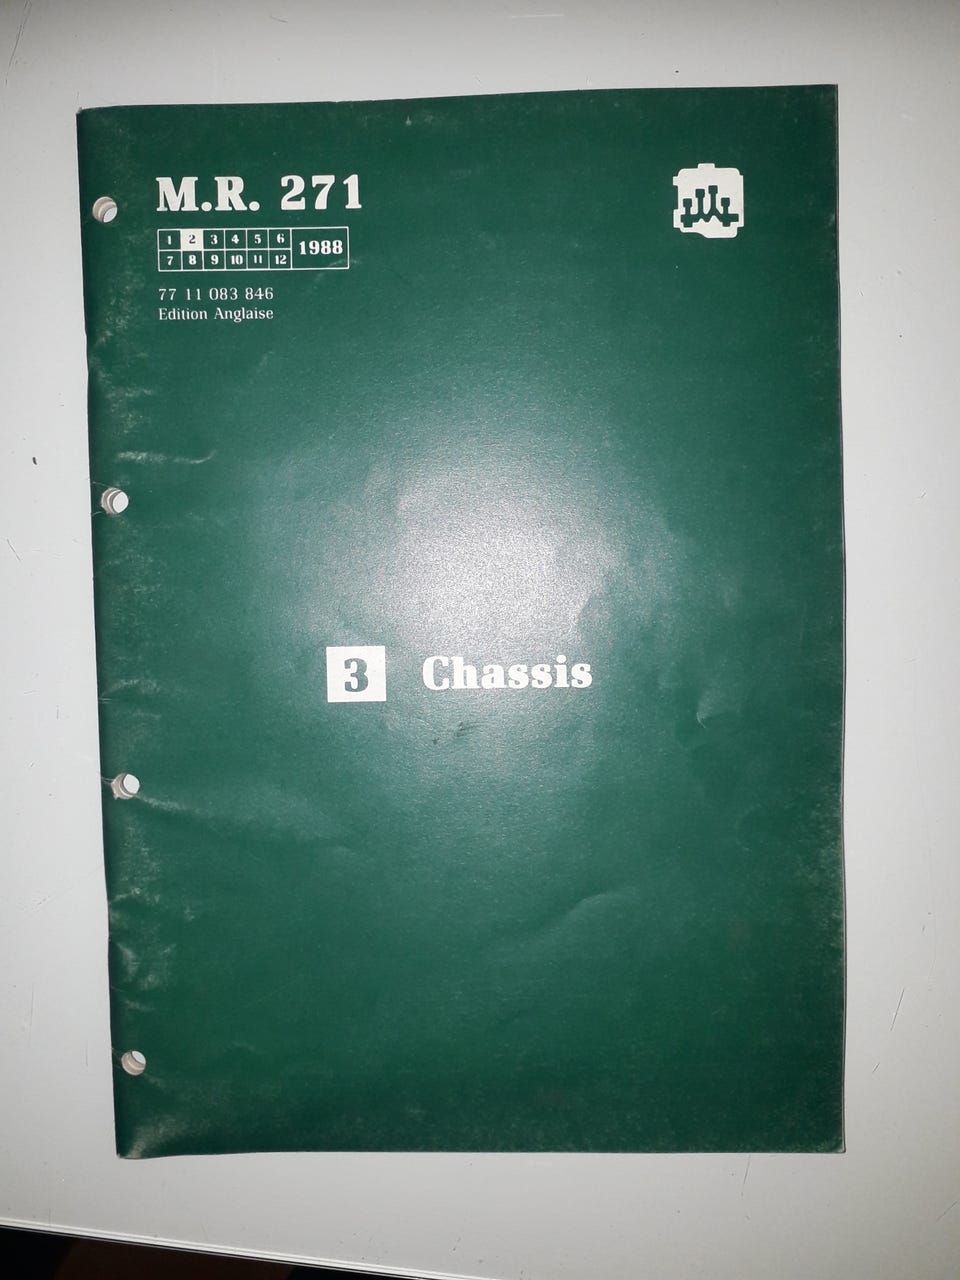 M.R. 271
1 2 3 4 5 6 1988
7 8 9 10 11 12
77 11 083 846
Edition Anglaise
3 Chassis